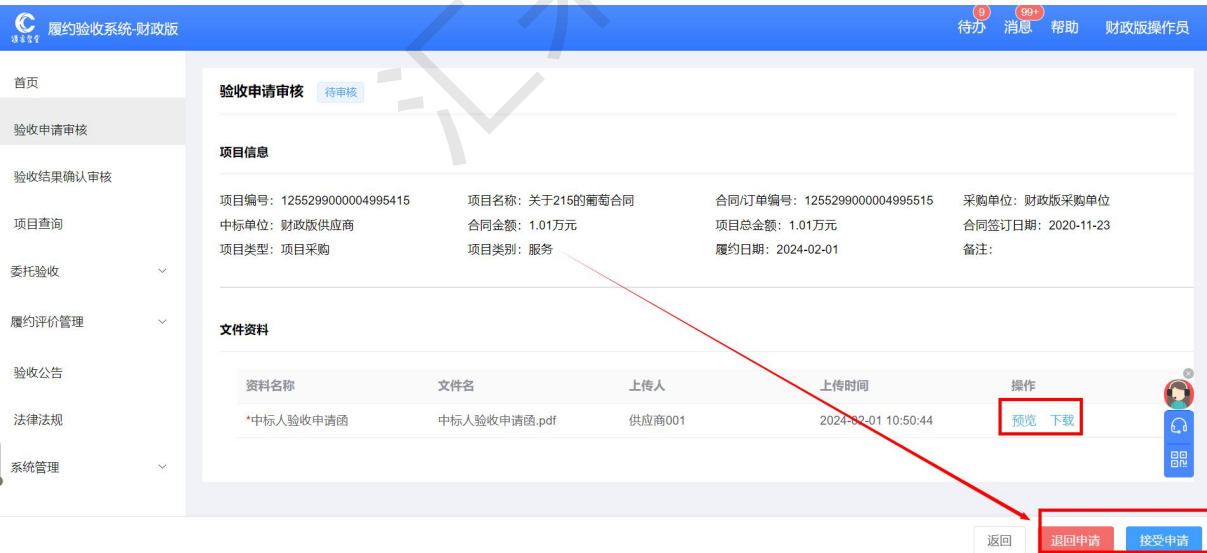 履约验收系统-财政版
待办 9 消息 99+ 帮助 财政版操作员
首页
验收申请审核
验收结果确认审核
项目查询
委托验收
履约评价管理
验收公告
法律法规
系统管理
验收申请审核 待审核
项目信息
项目编号：1255299000004995415 项目名称：关于215的葡萄合同 合同/订单编号：1255299000004995515 采购单位：财政版采购单位
中标单位：财政版供应商 合同金额：1.01万元 项目总金额：1.01万元 合同签订日期：2020-11-23
项目类型：项目采购 项目类别：服务 履约日期：2024-02-01 备注：
文件资料
资料名称 文件名 上传人 上传时间 操作
*中标人验收申请函 中标人验收申请函.pdf 供应商001 2024-02-01 10:50:44 预览 下载
返回 退回申请 接受申请